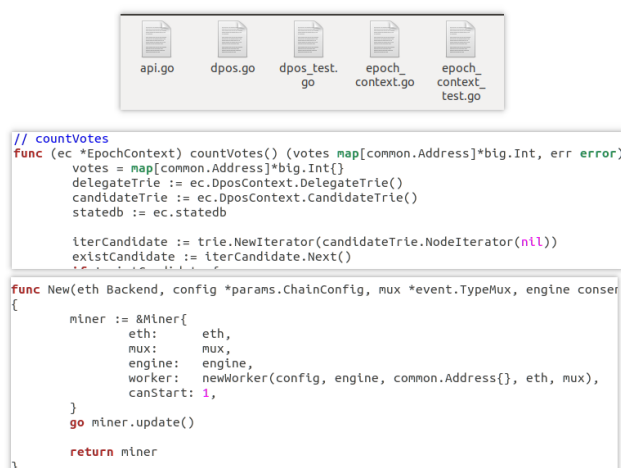 api.go dpos.go dpos_test. epoch_ epoch_
go context.go context_
test.go
// countVotes
func (ec *EpochContext) countVotes() (votes map[common.Address]*big.Int, err error)
votes = map[common.Address]*big.Int{}
delegateTrie := ec.DposContext.DelegateTrie()
candidateTrie := ec.DposContext.CandidateTrie()
statedb := ec.statedb
iterCandidate := trie.NewIterator(candidateTrie.NodeIterator(nil))
existCandidate := iterCandidate.Next()
func New(eth Backend, config *params.ChainConfig, mux *event.TypeMux, engine conse
{
miner := &Miner{
eth: eth,
mux: mux,
engine: engine,
worker: newWorker(config, engine, common.Address{}, eth, mux),
canStart: 1,
}
go miner.update()
return miner
}